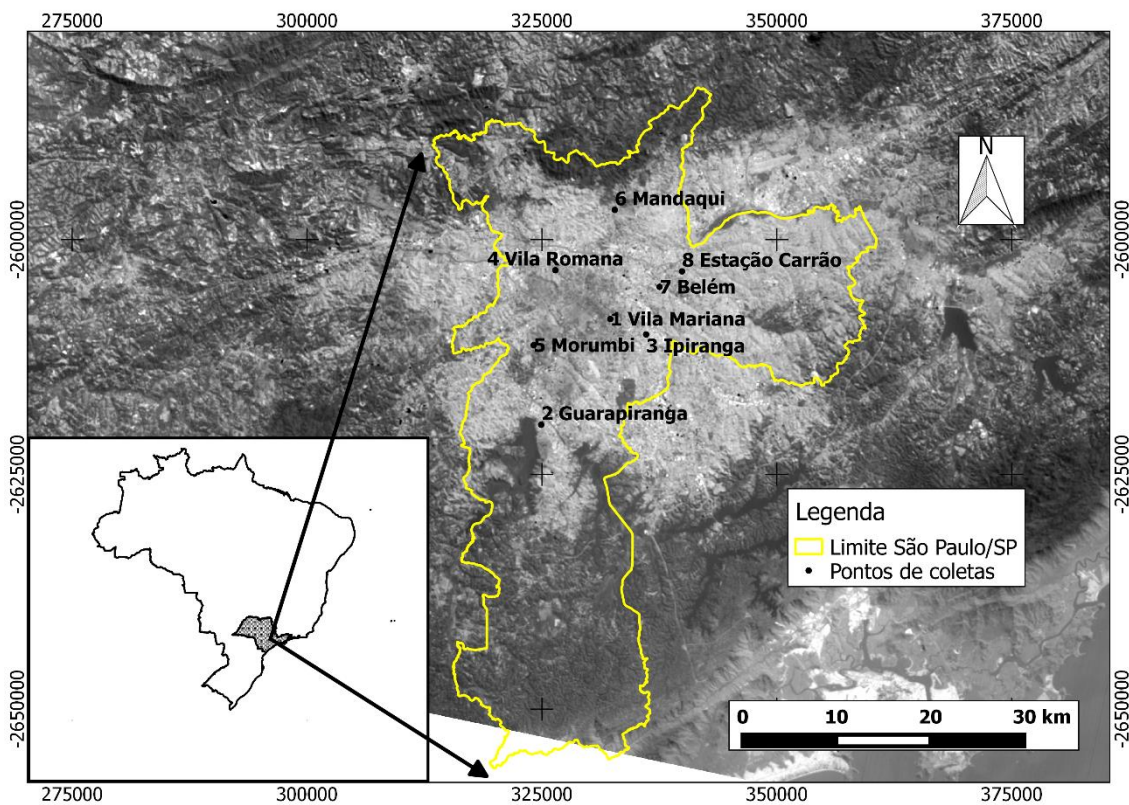 275000 300000 325000 350000 375000
N
6 Mandaqui
-2600000 -2600000
4 Vila Romana 8 Estação Carrão
7 Belém
1 Vila Mariana
5 Morumbi 3 Ipiranga
2 Guarapiranga
-2625000 -2625000
Legenda
Limite São Paulo/SP
Pontos de coletas
-2650000 -2650000
0 10 20 30 km
275000 300000 325000 350000 375000